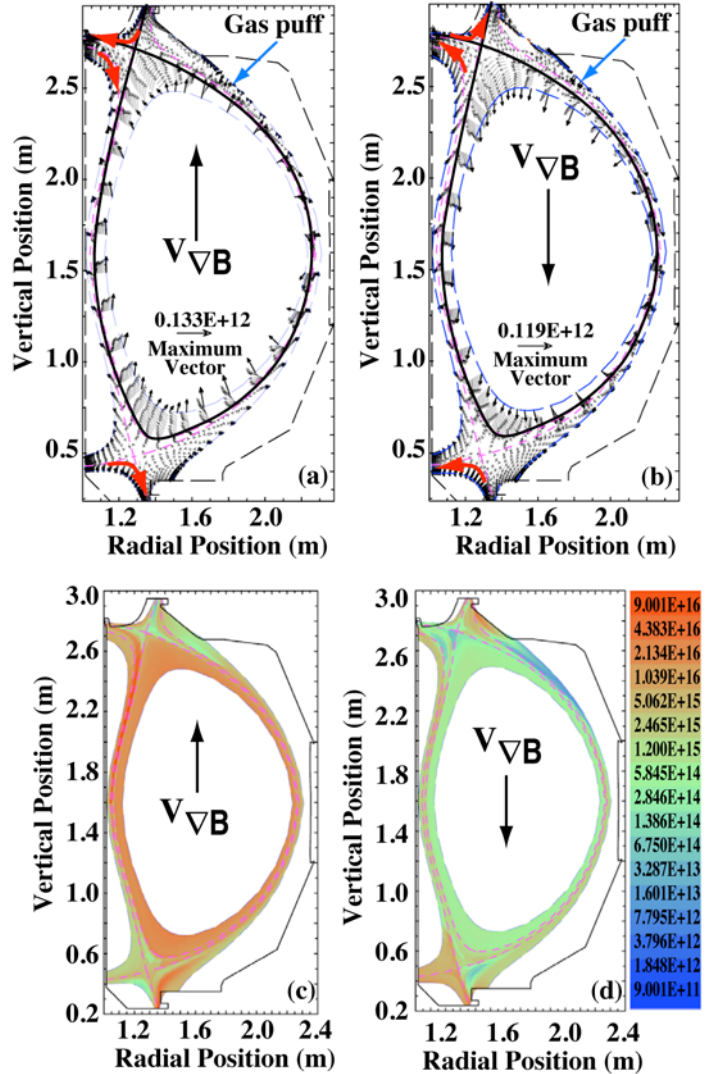 Gas puff
Gas puff
2.5
2.0
1.5
1.0
0.5
Vertical Position (m)
V∇B
0.133E+12
Maximum
Vector
(a)
1.2 1.6 2.0
Radial Position (m)
2.5
2.0
1.5
1.0
0.5
Vertical Position (m)
V∇B
0.119E+12
Maximum
Vector
(b)
1.2 1.6 2.0
Radial Position (m)
3.0
2.6
2.2
1.8
1.4
1.0
0.6
0.2
Vertical Position (m)
V∇B
(c)
1.2 1.6 2.0 2.4
Radial Position (m)
3.0
2.6
2.2
1.8
1.4
1.0
0.6
0.2
Vertical Position (m)
V∇B
(d)
1.2 1.6 2.0 2.4
Radial Position (m)
9.001E+16
4.383E+16
2.134E+16
1.039E+16
5.062E+15
2.465E+15
1.200E+15
5.845E+14
2.846E+14
1.386E+14
6.750E+14
3.287E+13
1.601E+13
7.795E+12
3.796E+12
1.848E+12
9.001E+11